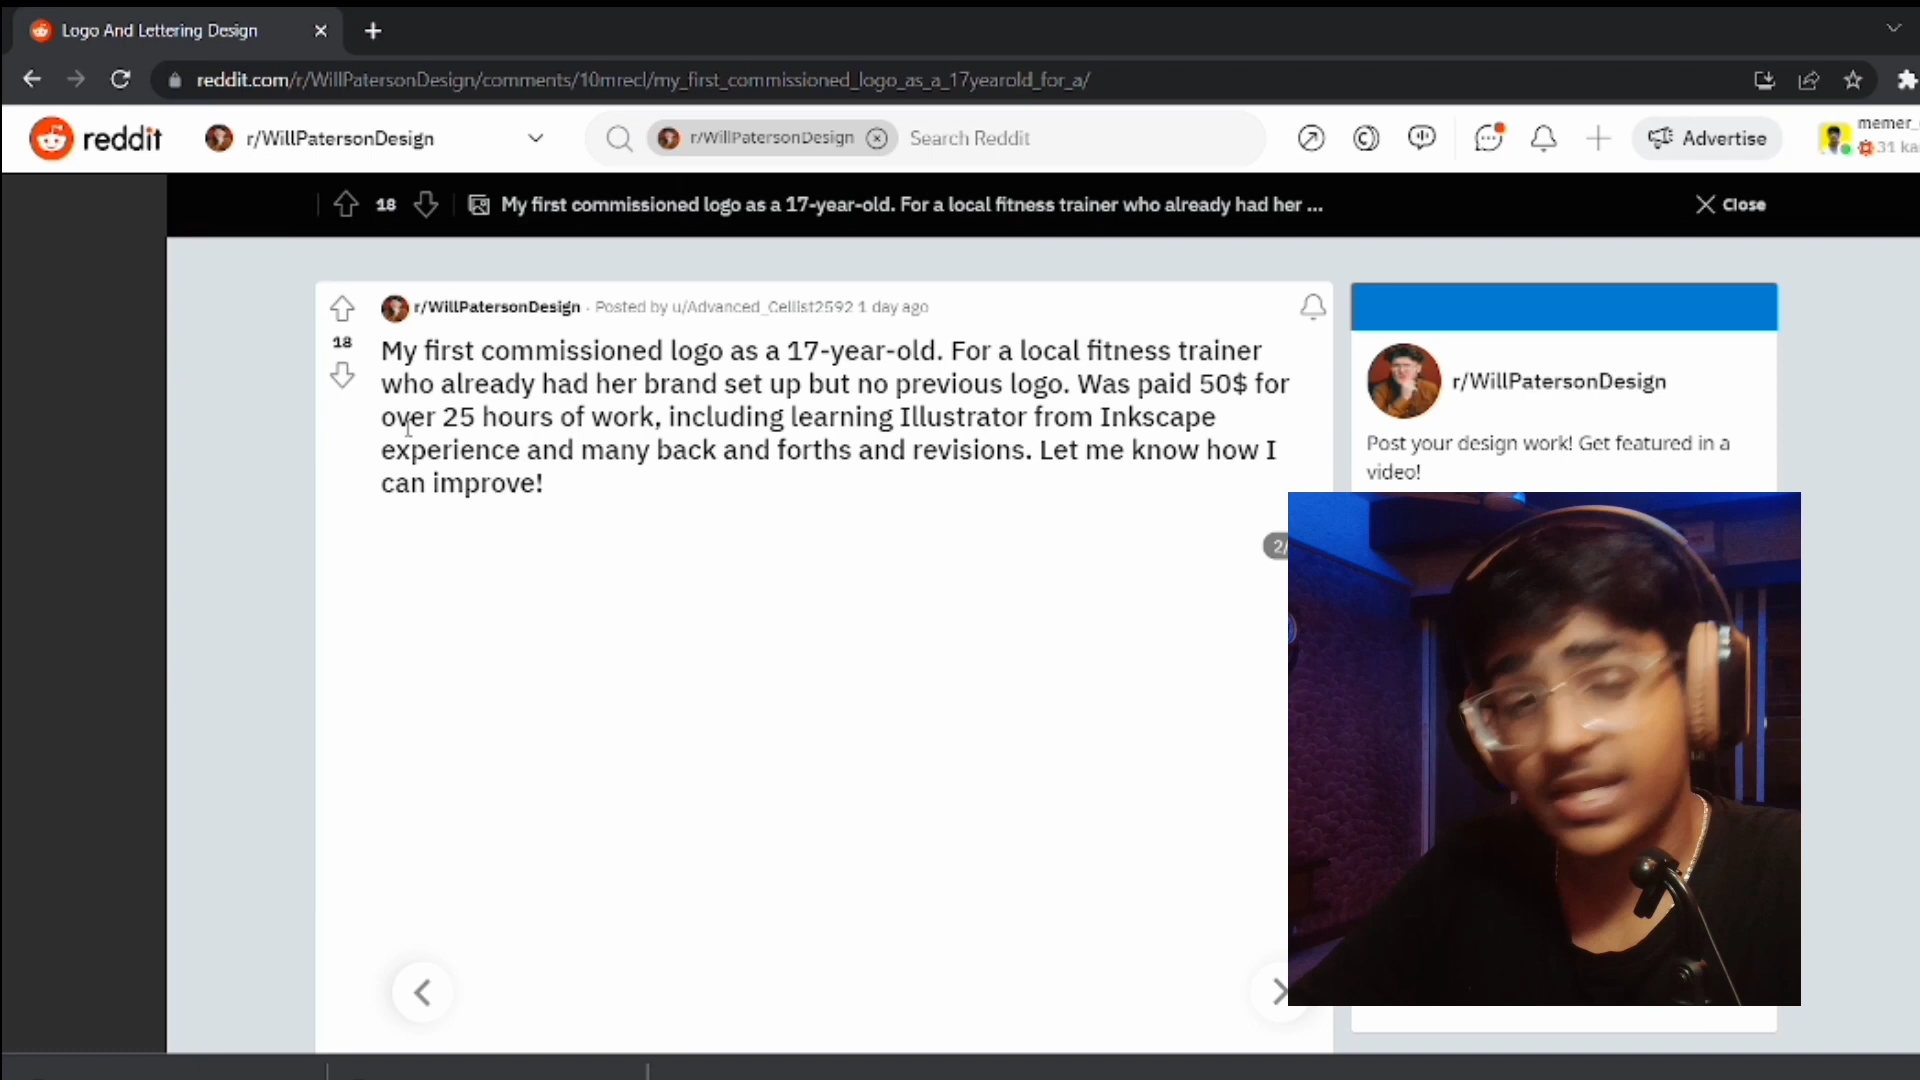 Logo And Lettering Design
reddit.com/r/WillPatersonDesign/comments/10mrecl/my_first_commissioned_logo_as_a_17yearold_for_a/
reddit
r/WillPatersonDesign
r/WillPatersonDesign
Search Reddit
Advertise
memer_
31 ka
18
My first commissioned logo as a 17-year-old. For a local fitness trainer who already had her ...
Close
r/WillPatersonDesign · Posted by u/Advanced_Cellist2592 1 day ago
18
My first commissioned logo as a 17-year-old. For a local fitness trainer
who already had her brand set up but no previous logo. Was paid 50$ for
over 25 hours of work, including learning Illustrator from Inkscape
experience and many back and forths and revisions. Let me know how I
can improve!
2/
r/WillPatersonDesign
Post your design work! Get featured in a
video!